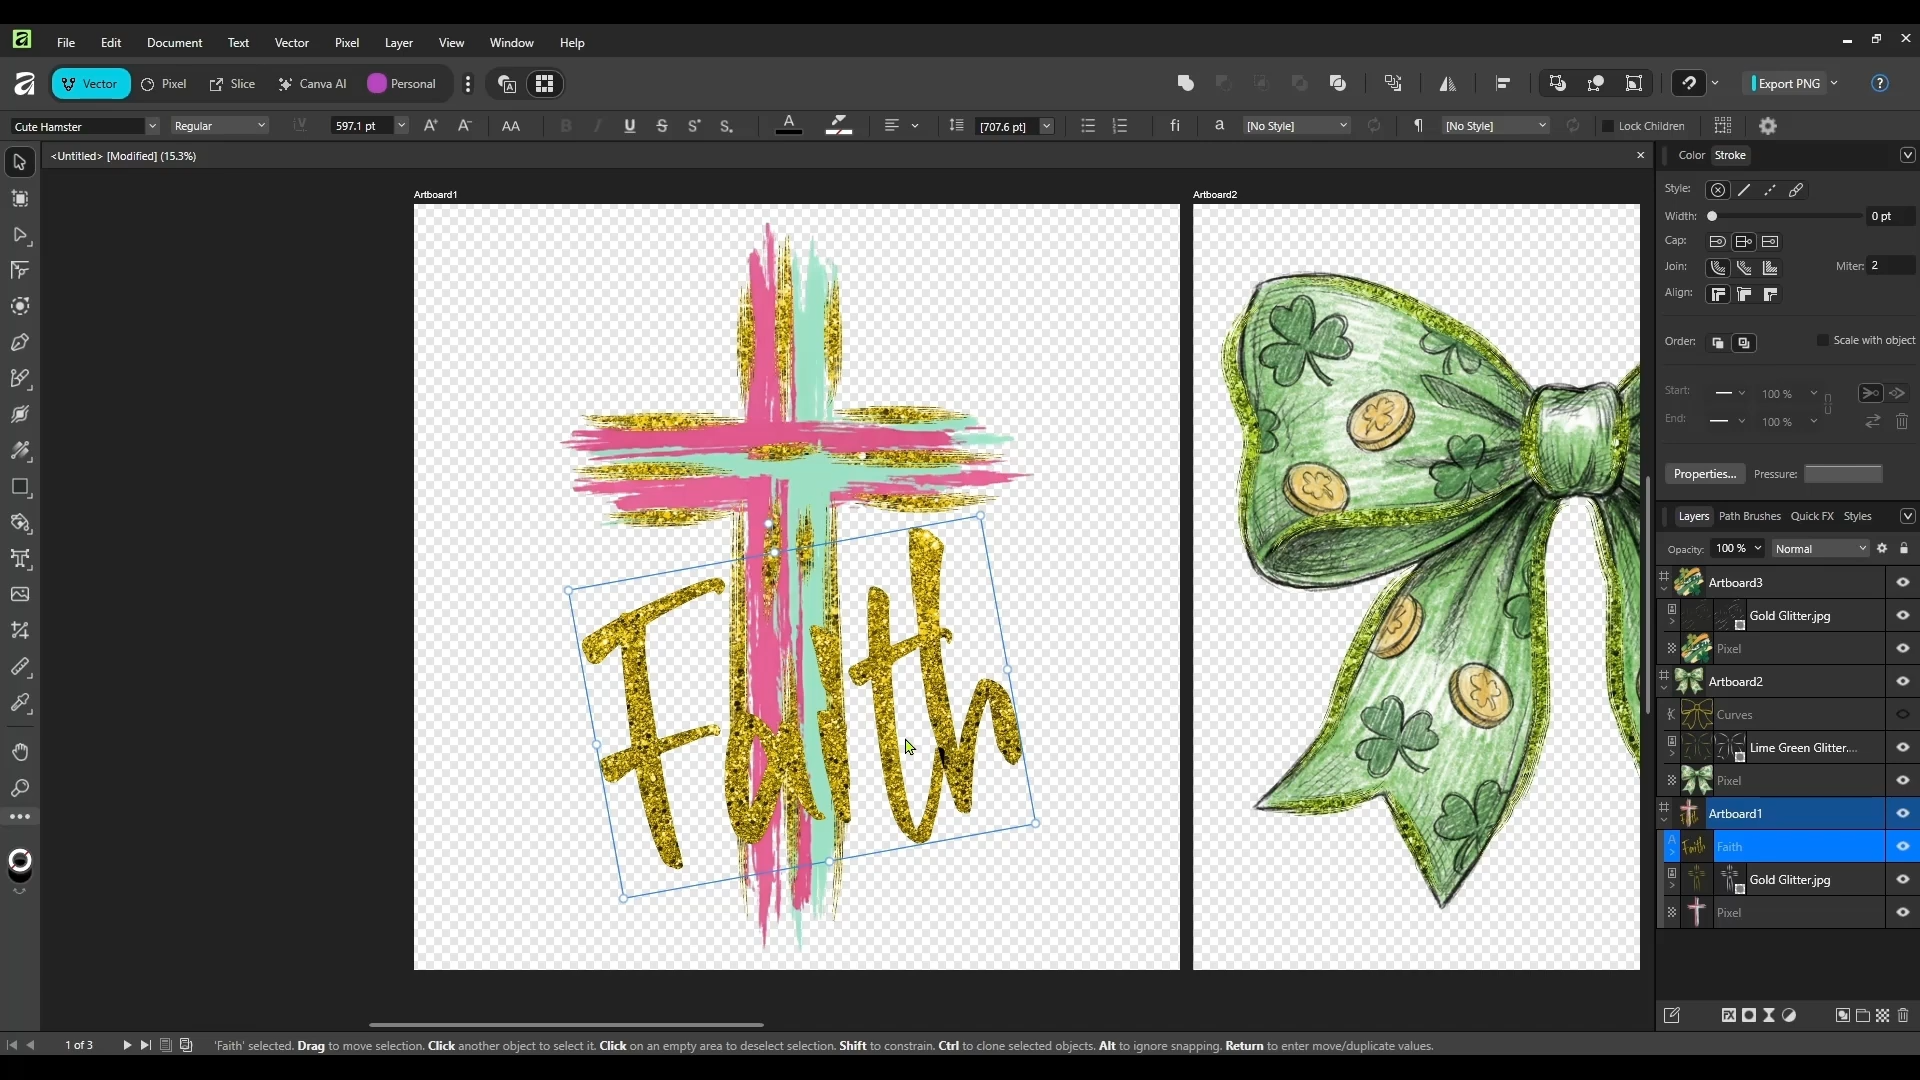 File Edit Document Text Vector Pixel Layer View Window Help
Vector Pixel Slice Canva AI Personal Export PNG
Cute Hamster Regular 597.1 pt AA [707.6 pt] fi a [No Style] [No Style] Lock Children
<Untitled> [Modified] (15.3%)
Color Stroke
Style:
Width: 0 pt
Cap:
Join: Miter: 2
Align:
Order: Scale with object
Start: 100 %
End: 100 %
Properties... Pressure:
Artboard1 Artboard2
Faith
Layers Path Brushes Quick FX Styles
Opacity: 100 % Normal
Artboard3
Gold Glitter.jpg
Pixel
Artboard2
Curves
Lime Green Glitter....
Pixel
Artboard1
Faith
Gold Glitter.jpg
Pixel
1 of 3 'Faith' selected. Drag to move selection. Click another object to select it. Click on an empty area to deselect selection. Shift to constrain. Ctrl to clone selected objects. Alt to ignore snapping. Return to enter move/duplicate values.